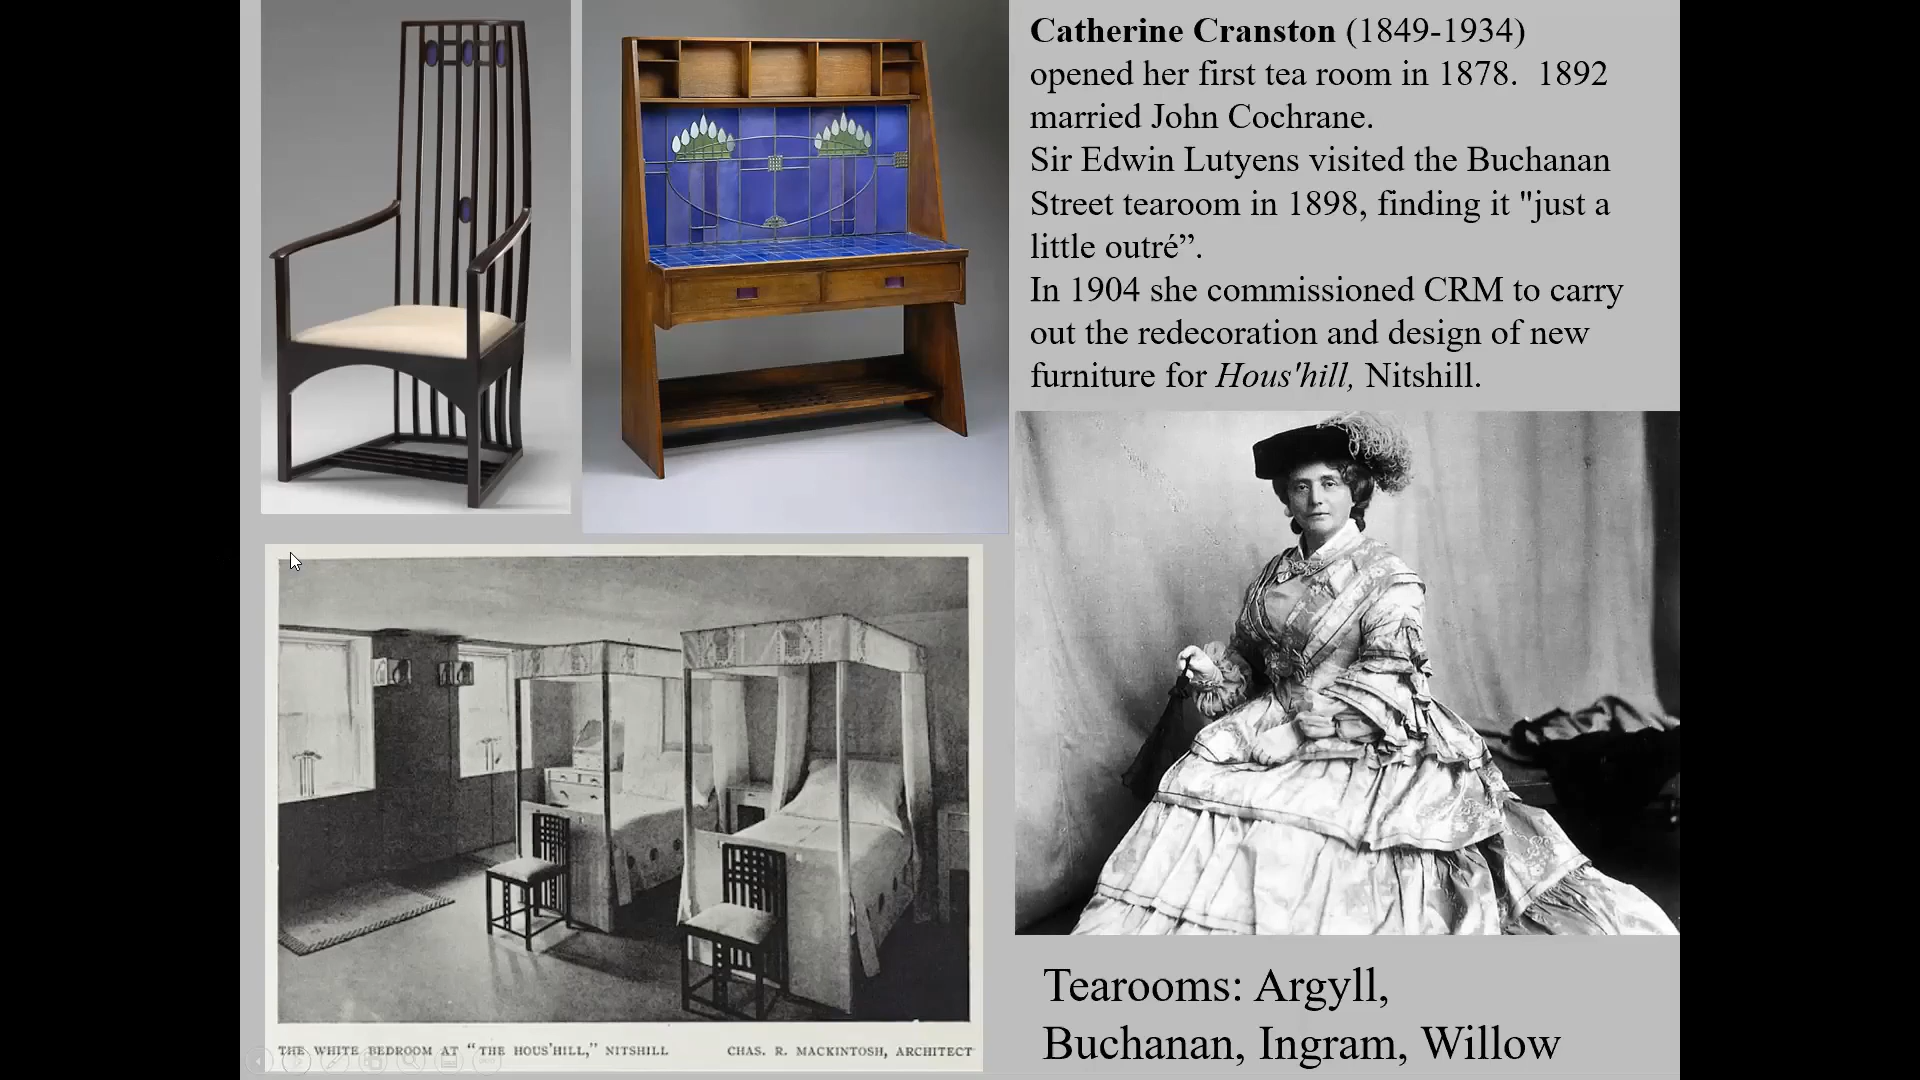 Catherine Cranston (1849-1934)
opened her first tea room in 1878.  1892
married John Cochrane.
Sir Edwin Lutyens visited the Buchanan
Street tearoom in 1898, finding it "just a
little outré”.
In 1904 she commissioned CRM to carry
out the redecoration and design of new
furniture for Hous'hill, Nitshill.
THE WHITE BEDROOM AT “THE HOUS'HILL,” NITSHILL
CHAS. R. MACKINTOSH, ARCHITECT
Tearooms: Argyll,
Buchanan, Ingram, Willow